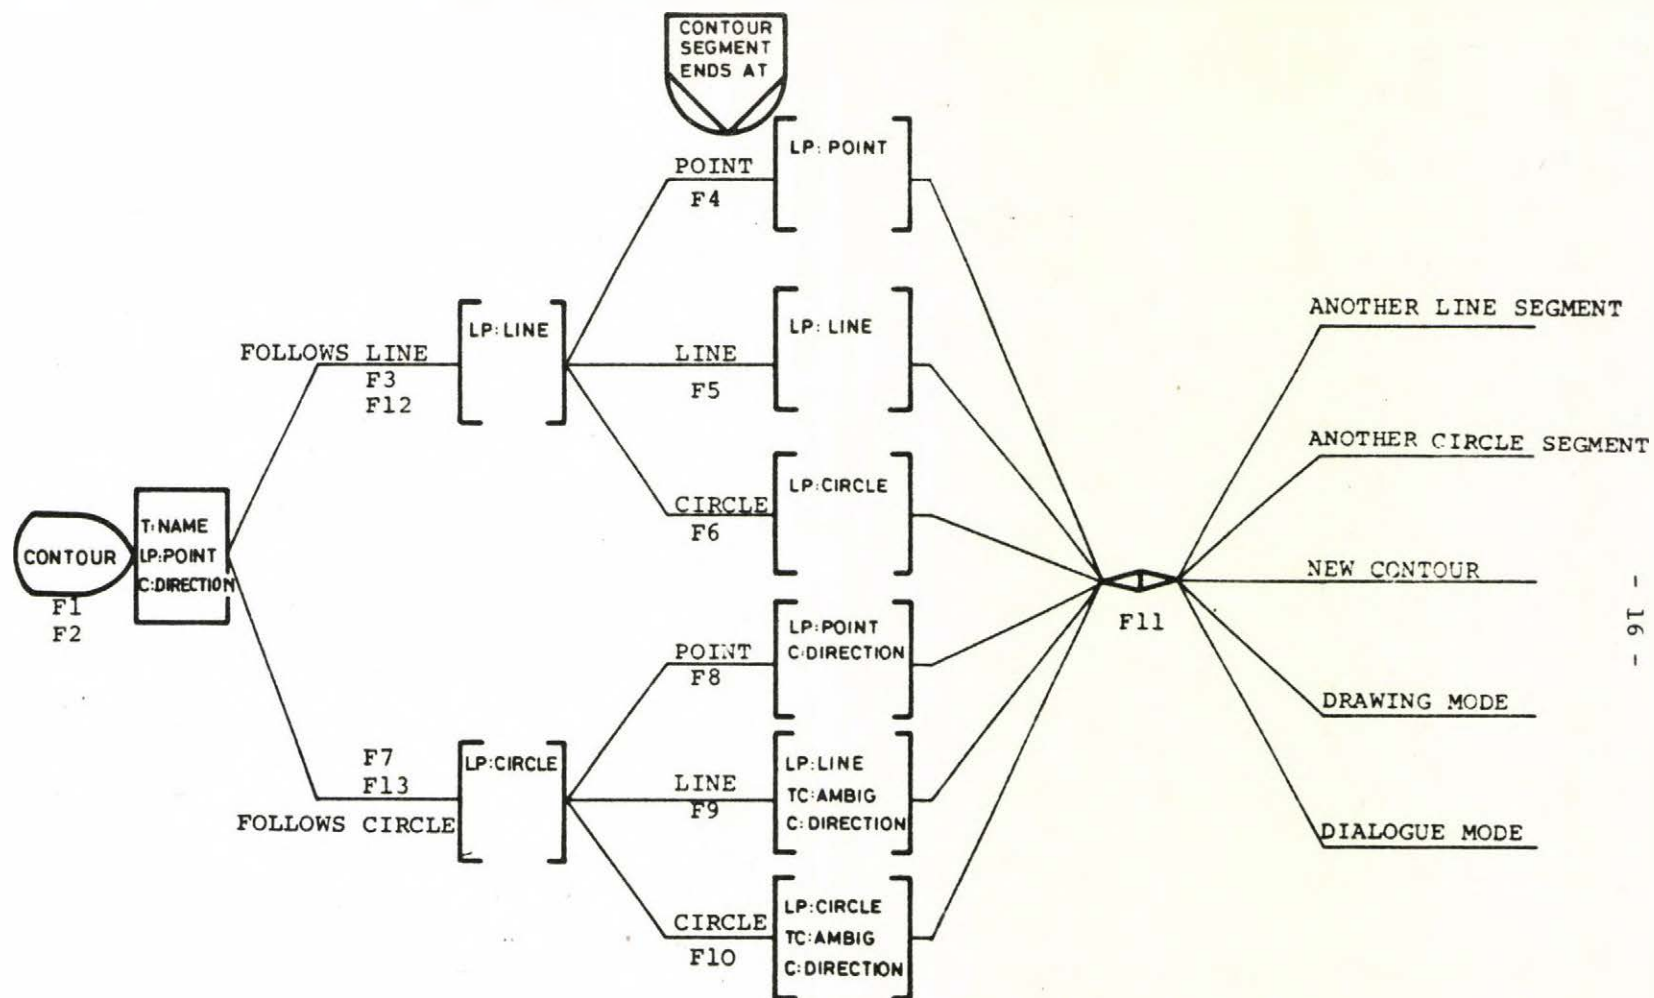 CONTOUR
SEGMENT
ENDS AT
LP: POINT
POINT
F4
LP:LINE
FOLLOWS LINE
F3
F12
LP: LINE
LINE
F5
LP:CIRCLE
CIRCLE
F6
CONTOUR
F1
F2
T:NAME
LP:POINT
C:DIRECTION
LP:POINT
C:DIRECTION
POINT
F8
F7
F13
FOLLOWS CIRCLE
LP:CIRCLE
LP:LINE
TC:AMBIG
C:DIRECTION
LINE
F9
LP:CIRCLE
TC:AMBIG
C:DIRECTION
CIRCLE
F10
F11
ANOTHER LINE SEGMENT
ANOTHER CIRCLE SEGMENT
NEW CONTOUR
DRAWING MODE
DIALOGUE MODE
- 16 -